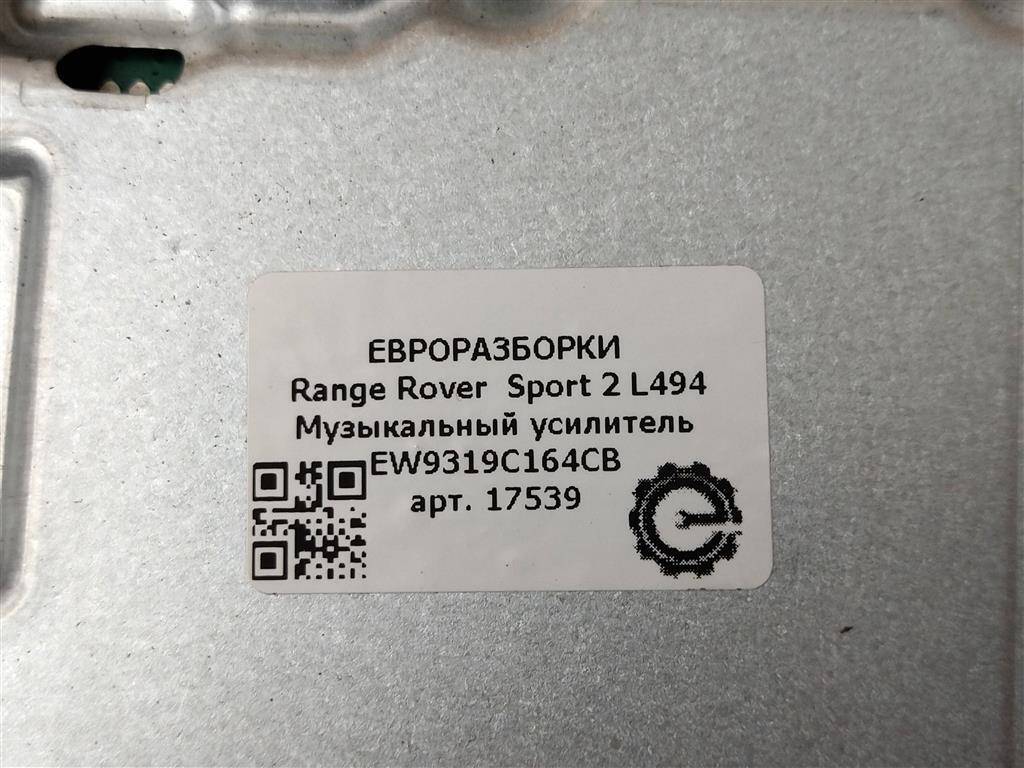 ЕВРОРАЗБОРКИ
Range Rover Sport 2 L494
Музыкальный усилитель
EW9319C164CB
арт. 17539